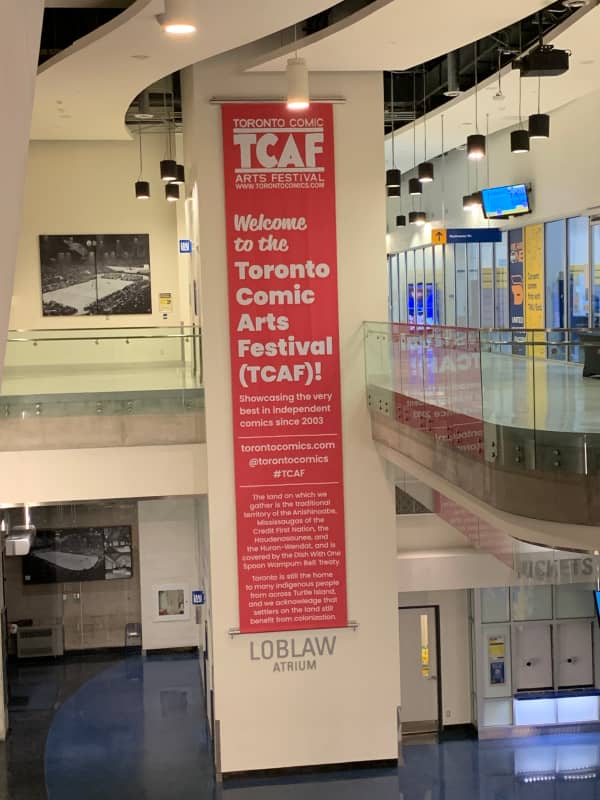 TORONTO COMIC
TCAF
ARTS FESTIVAL
WWW.TORONTOCOMICS.COM
Welcome
to the
Toronto
Comic
Arts
Festival
(TCAF)!
Showcasing the very
best in independent
comics since 2003
torontocomics.com
@torontocomics
#TCAF
The land on which we
gather is the traditional
territory of the Anishinaabe,
Mississaugas of the
Credit First Nation, the
Haudenosaunee, and
the Huron-Wendat, and is
covered by the Dish With One
Spoon Wampum Belt Treaty
Toronto is still the home
to many indigenous people
from across Turtle Island,
and we acknowledge that
settlers on the land still
benefit from colonization.
LOBLAW
ATRIUM
TICKETS